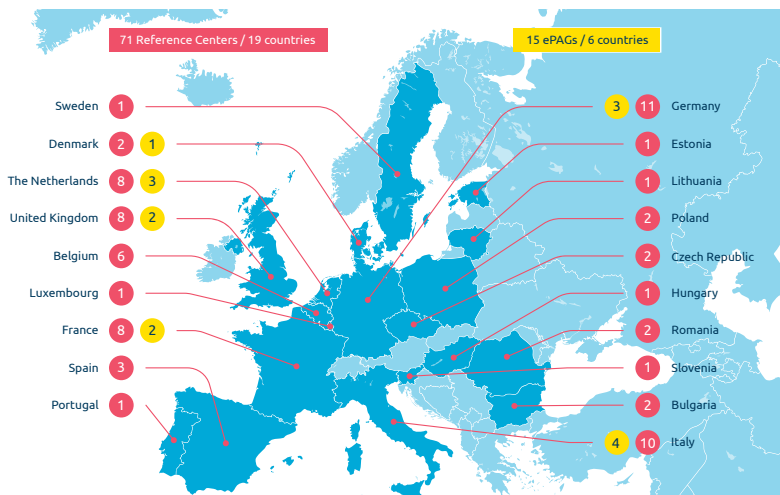 71 Reference Centers / 19 countries
15 ePAGs / 6 countries
Sweden 1
Denmark 2 1
The Netherlands 8 3
United Kingdom 8 2
Belgium 6
Luxembourg 1
France 8 2
Spain 3
Portugal 1
3 11 Germany
1 Estonia
1 Lithuania
2 Poland
2 Czech Republic
1 Hungary
2 Romania
1 Slovenia
2 Bulgaria
4 10 Italy